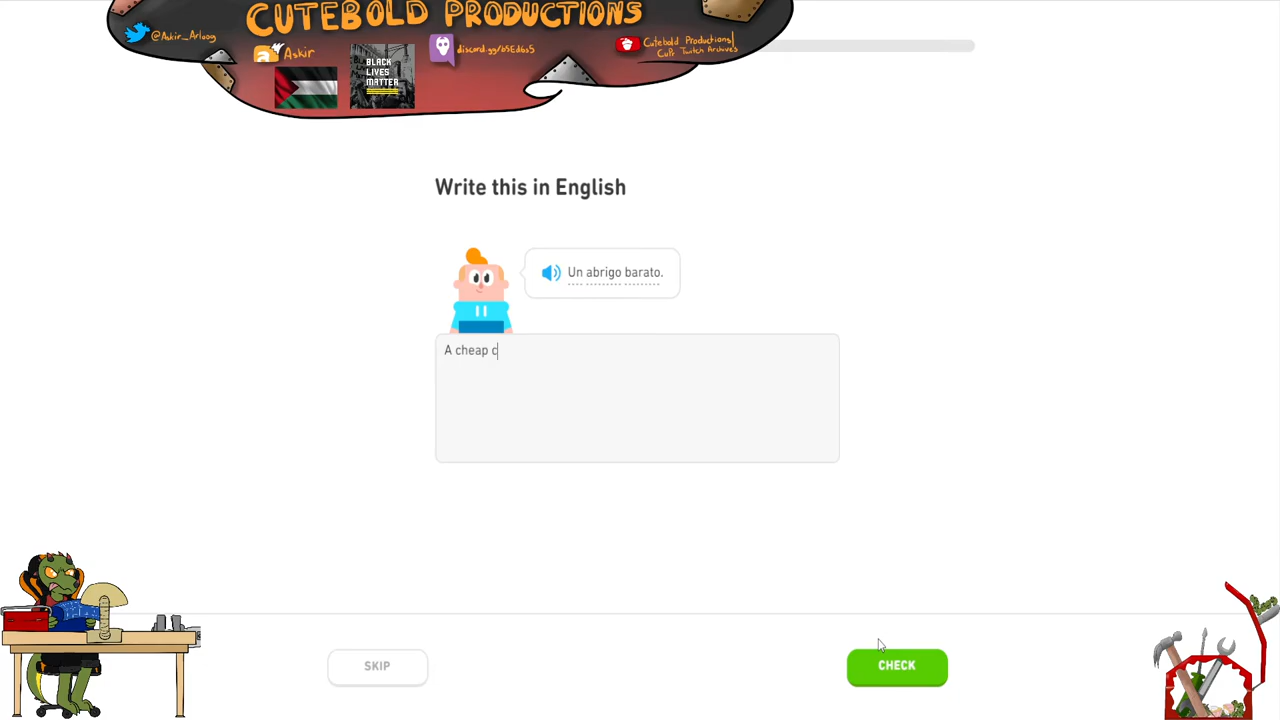 CUTEBOLD PRODUCTIONS
@Askir_Arloog
Askir
discord.gg/b5Ed6s5
Cutebold Productions
Twitch Archives
BLACK
LIVES
MATTER
Write this in English
Un abrigo barato.
A cheap c
SKIP
CHECK